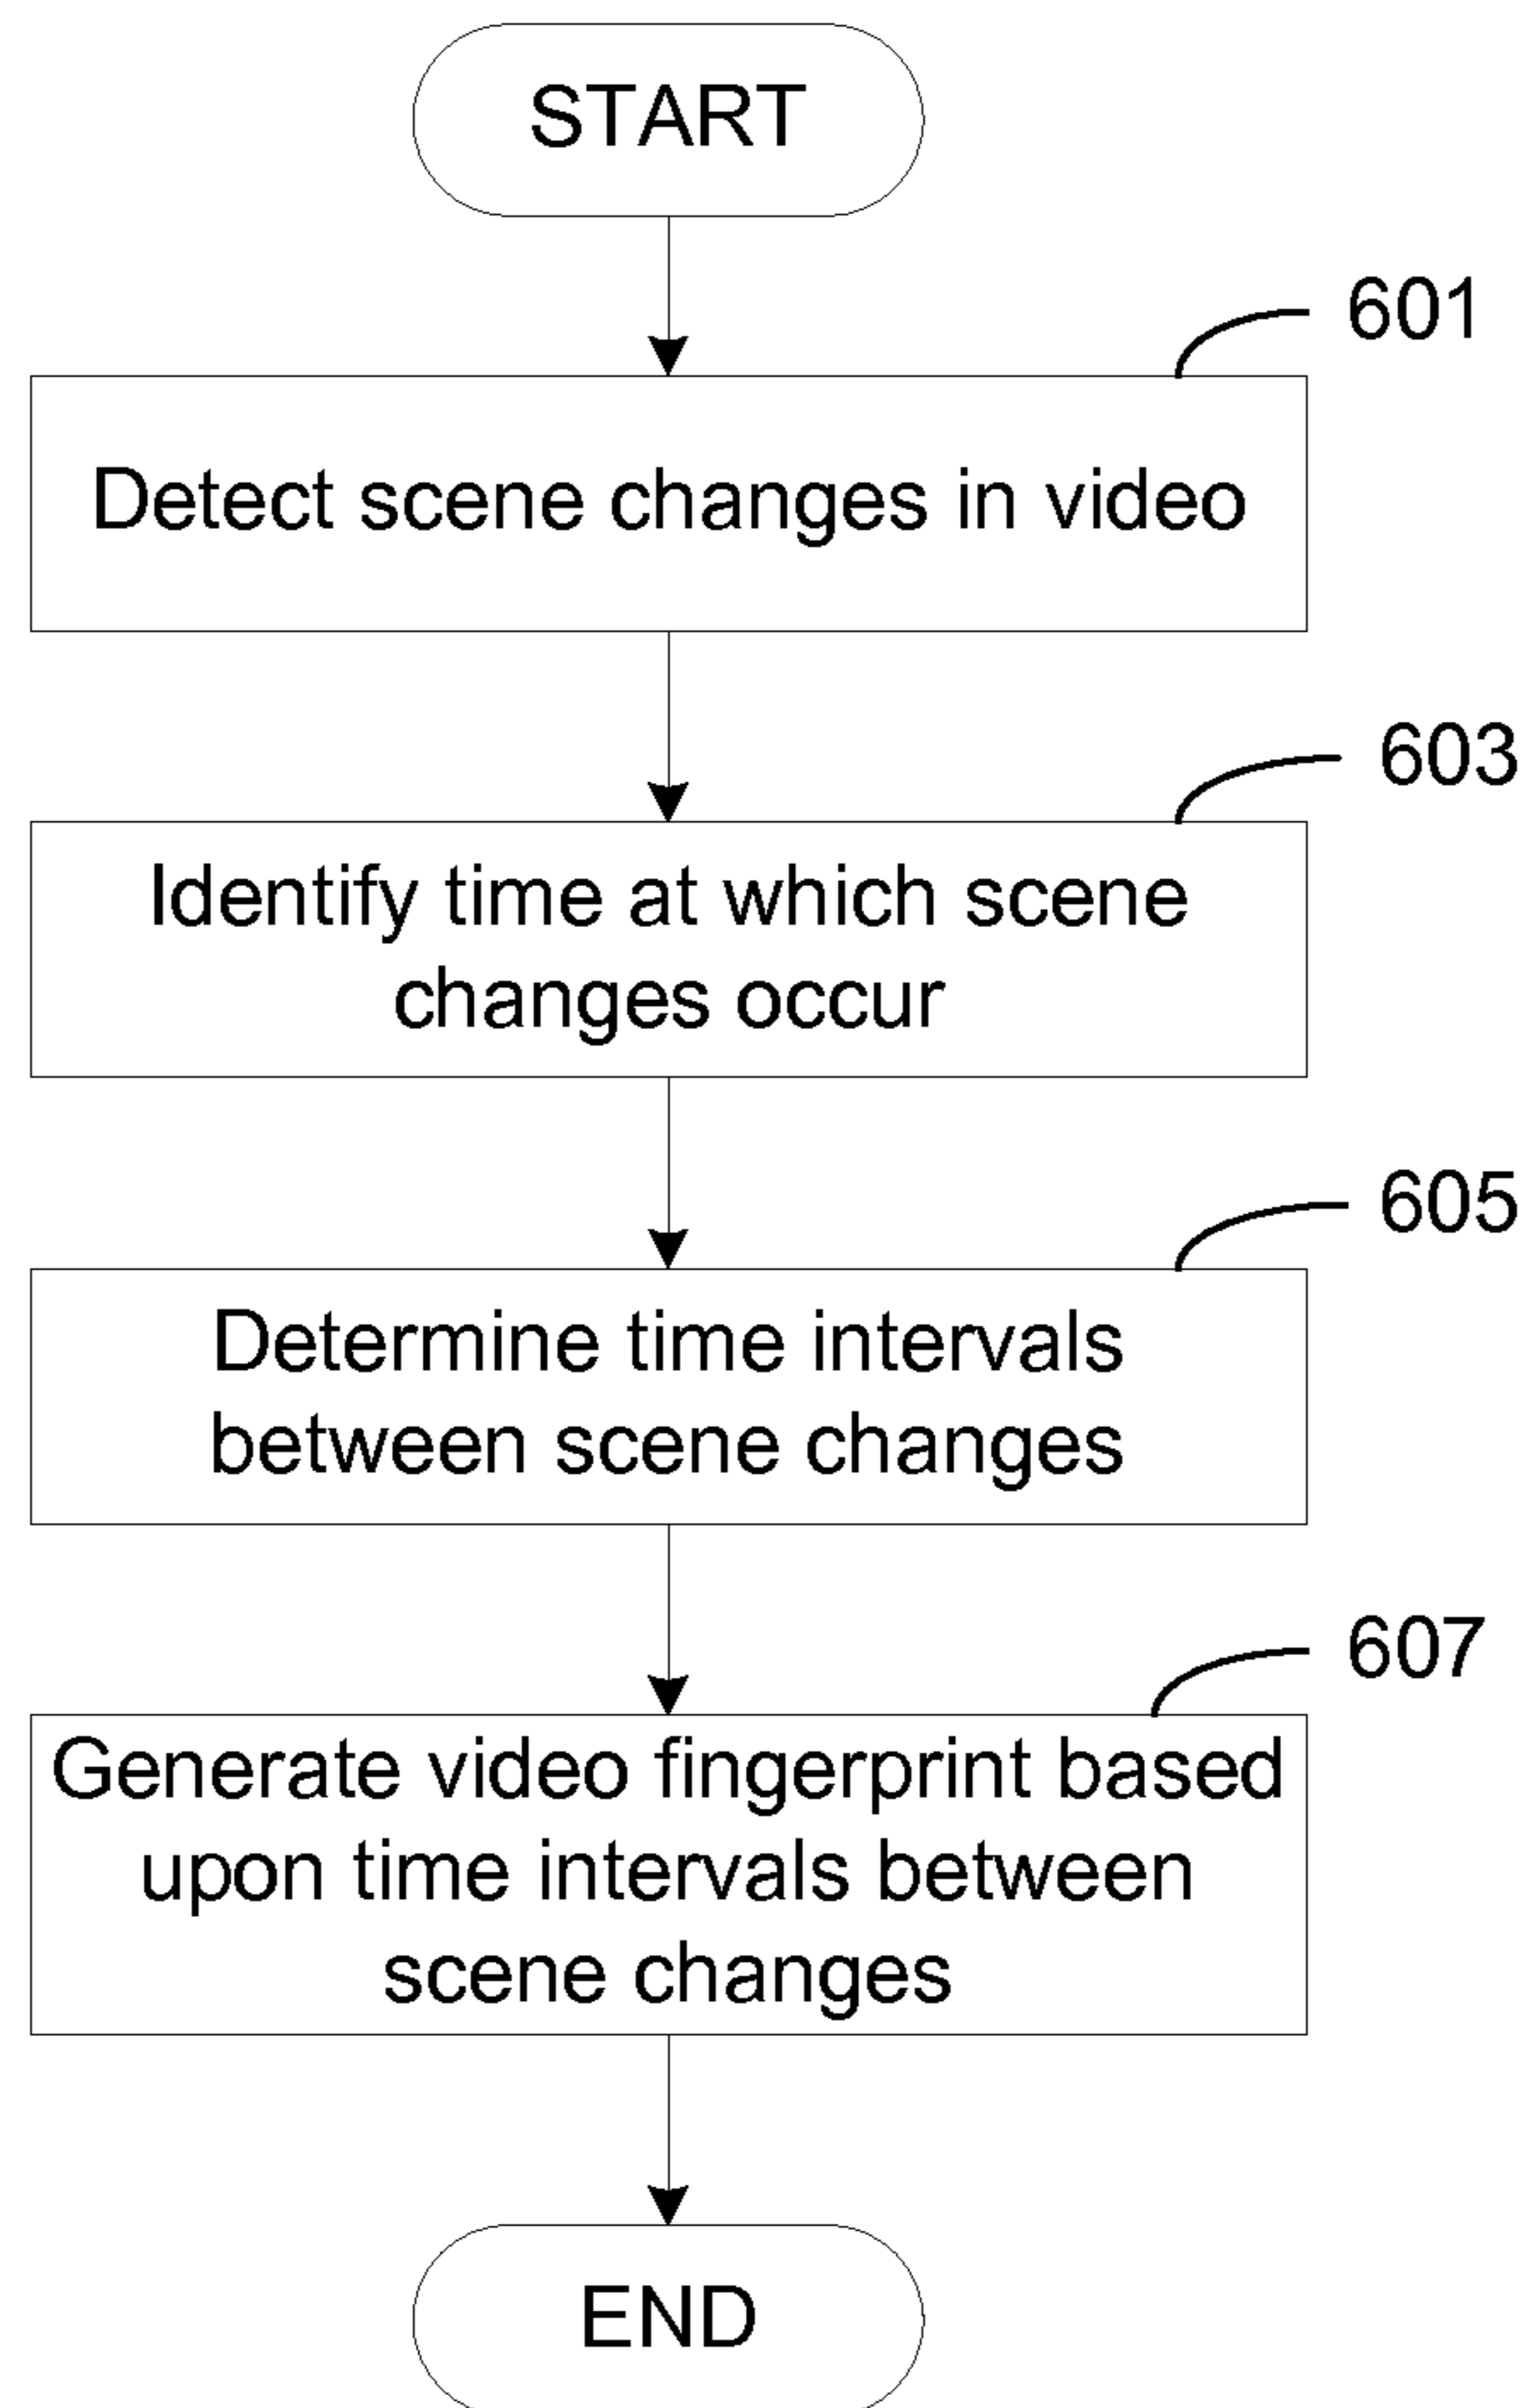 START
601
Detect scene changes in video
603
Identify time at which scene
changes occur
605
Determine time intervals
between scene changes
607
Generate video fingerprint based
upon time intervals between
scene changes
END